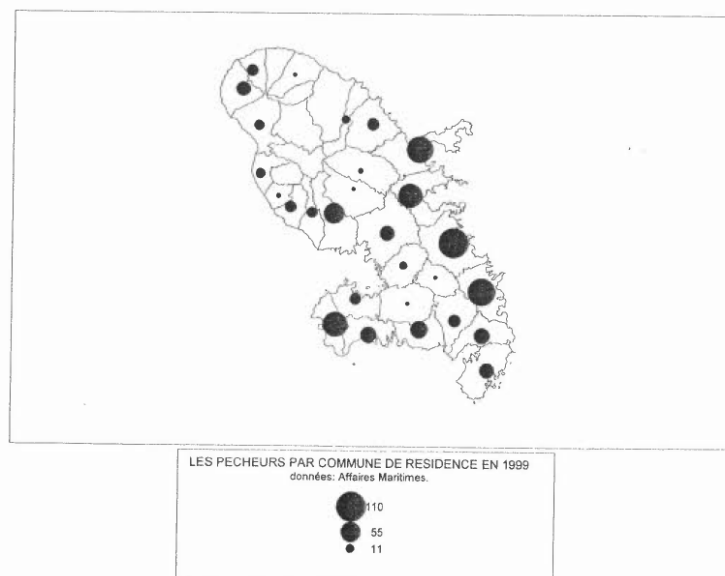 LES PECHEURS PAR COMMUNE DE RESIDENCE EN 1999
données: Affaires Maritimes.
110
55
11